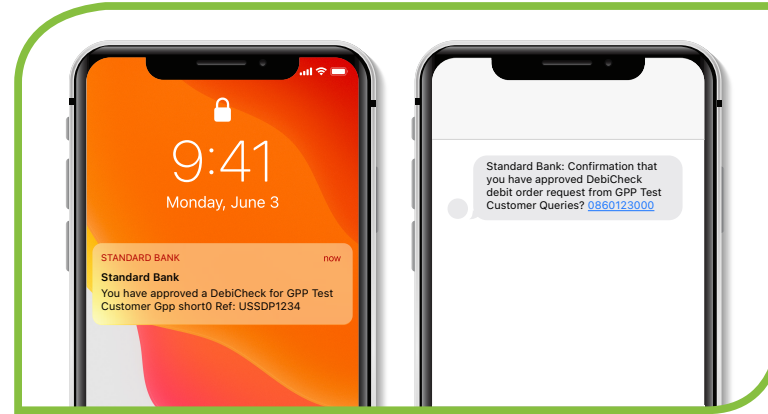 9:41
Monday, June 3
STANDARD BANK now
Standard Bank
You have approved a DebiCheck for GPP Test
Customer Gpp short0 Ref: USSDP1234
Standard Bank: Confirmation that
you have approved DebiCheck
debit order request from GPP Test
Customer Queries? 0860123000